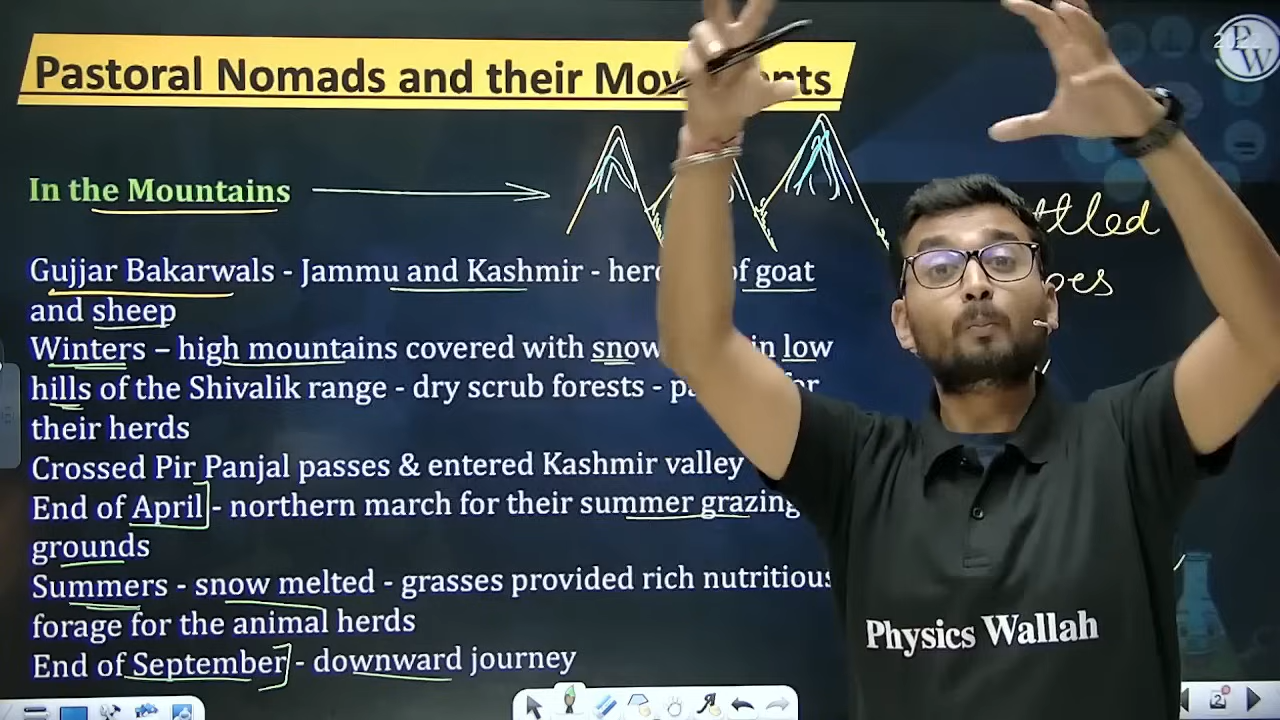 Pastoral Nomads and their
PW
In the Mountains
Gujjar Bakarwals - Jammu and Kashmir - of goat
and sheep
Winters – high mountains covered with snow in low
hills of the Shivalik range - dry scrub forests - for
their herds
Crossed Pir Panjal passes & entered Kashmir valley
End of April - northern march for their summer grazing
grounds
Summers - snow melted - grasses provided rich nutritious
forage for the animal herds
End of September - downward journey
Physics Wallah
2